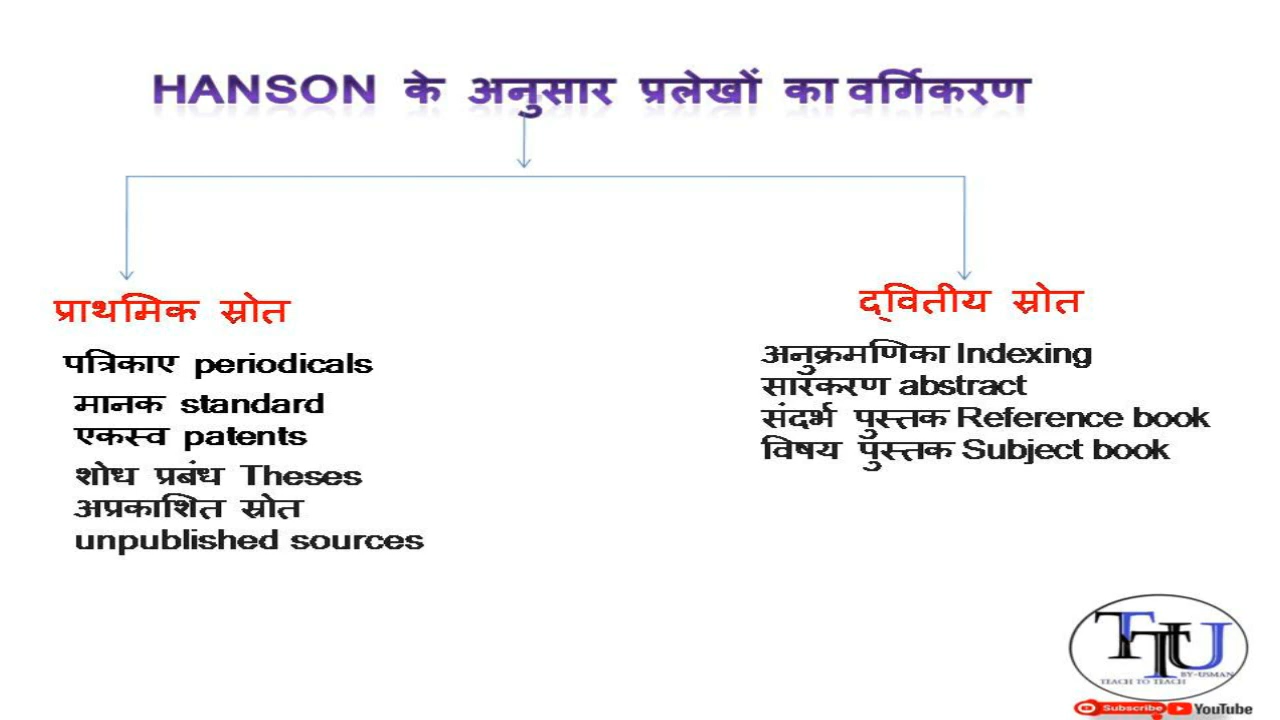 HANSON के अनुसार प्रलेखों का वर्गिकरण
प्राथमिक स्रोत
पत्रिकाए periodicals
मानक standard
एकस्व patents
शोध प्रबंध Theses
अप्रकाशित स्रोत
unpublished sources
द्वितीय स्रोत
अनुक्रमणिका Indexing
सारकरण abstract
संदर्भ पुस्तक Reference book
विषय पुस्तक Subject book
TTU
BY-USMAN
TEACH TO TEACH
Subscribe YouTube